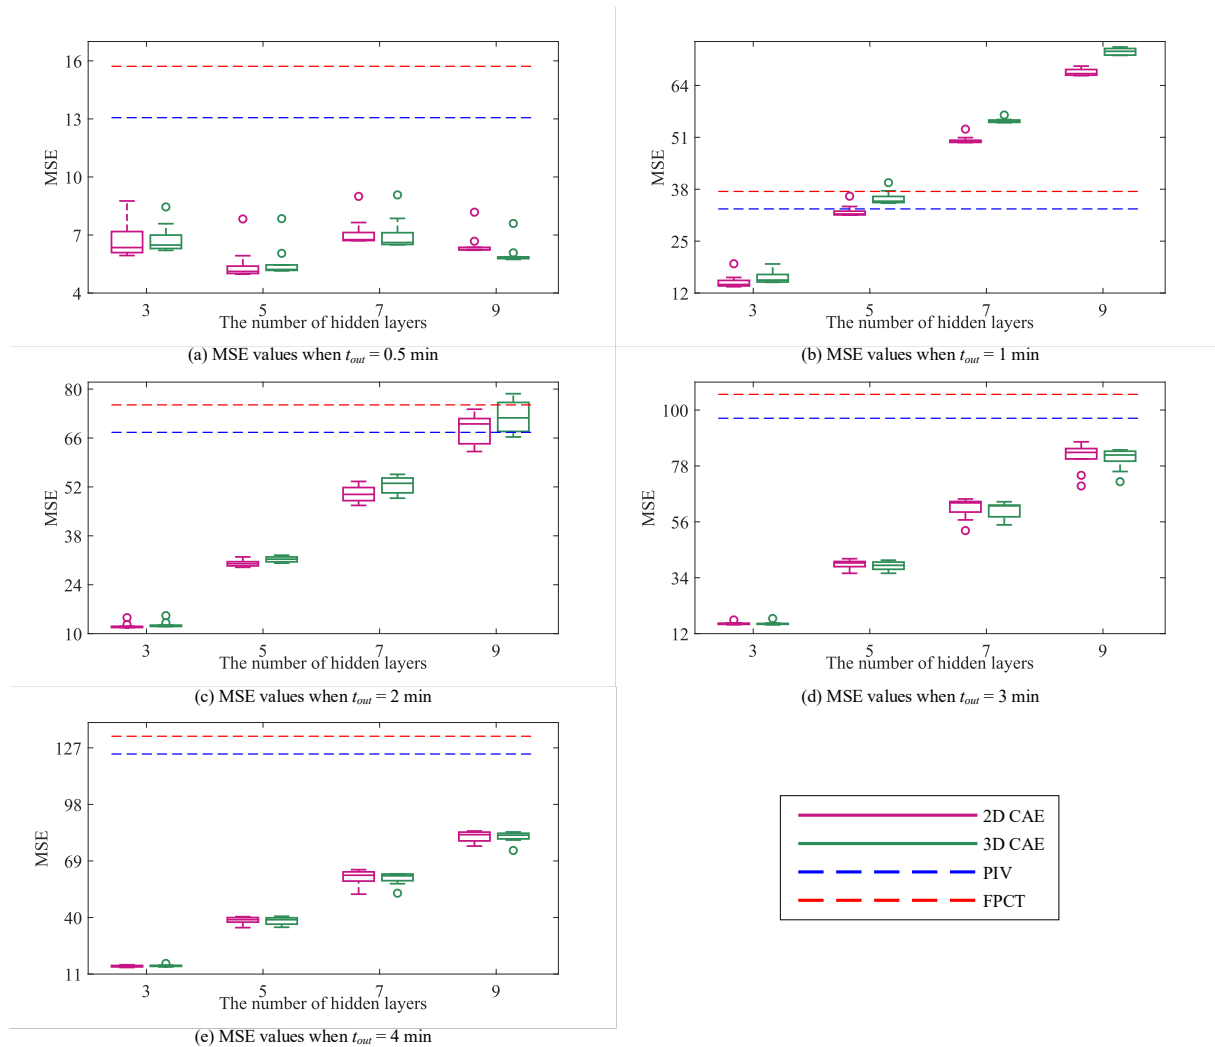 16
13
10
7
4
MSE
3 5 7 9
The number of hidden layers
(a) MSE values when t_out = 0.5 min
64
51
38
25
12
MSE
3 5 7 9
The number of hidden layers
(b) MSE values when t_out = 1 min
80
66
52
38
24
10
MSE
3 5 7 9
The number of hidden layers
(c) MSE values when t_out = 2 min
100
78
56
34
12
MSE
3 5 7 9
The number of hidden layers
(d) MSE values when t_out = 3 min
127
98
69
40
11
MSE
3 5 7 9
The number of hidden layers
(e) MSE values when t_out = 4 min
2D CAE
3D CAE
PIV
FPCT